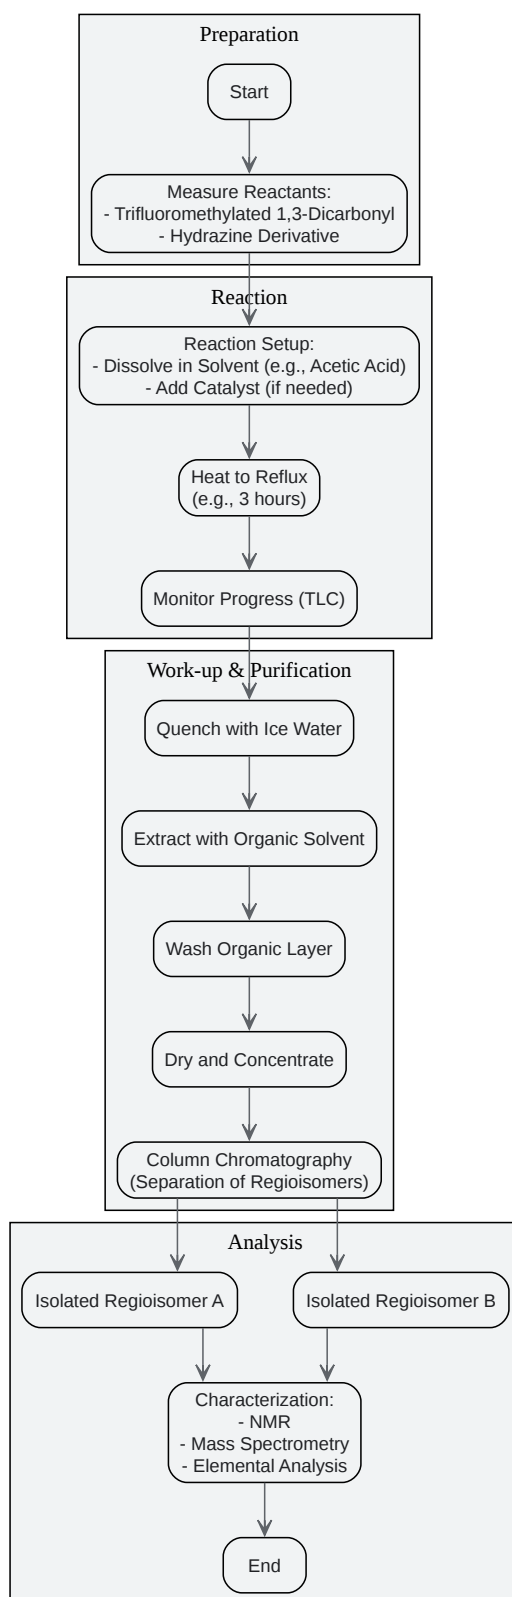 Preparation
Start
Measure Reactants:
- Trifluoromethylated 1,3-Dicarbonyl
- Hydrazine Derivative
Reaction
Reaction Setup:
- Dissolve in Solvent (e.g., Acetic Acid)
- Add Catalyst (if needed)
Heat to Reflux
(e.g., 3 hours)
Monitor Progress (TLC)
Work-up & Purification
Quench with Ice Water
Extract with Organic Solvent
Wash Organic Layer
Dry and Concentrate
Column Chromatography
(Separation of Regioisomers)
Analysis
Isolated Regioisomer A
Isolated Regioisomer B
Characterization:
- NMR
- Mass Spectrometry
- Elemental Analysis
End